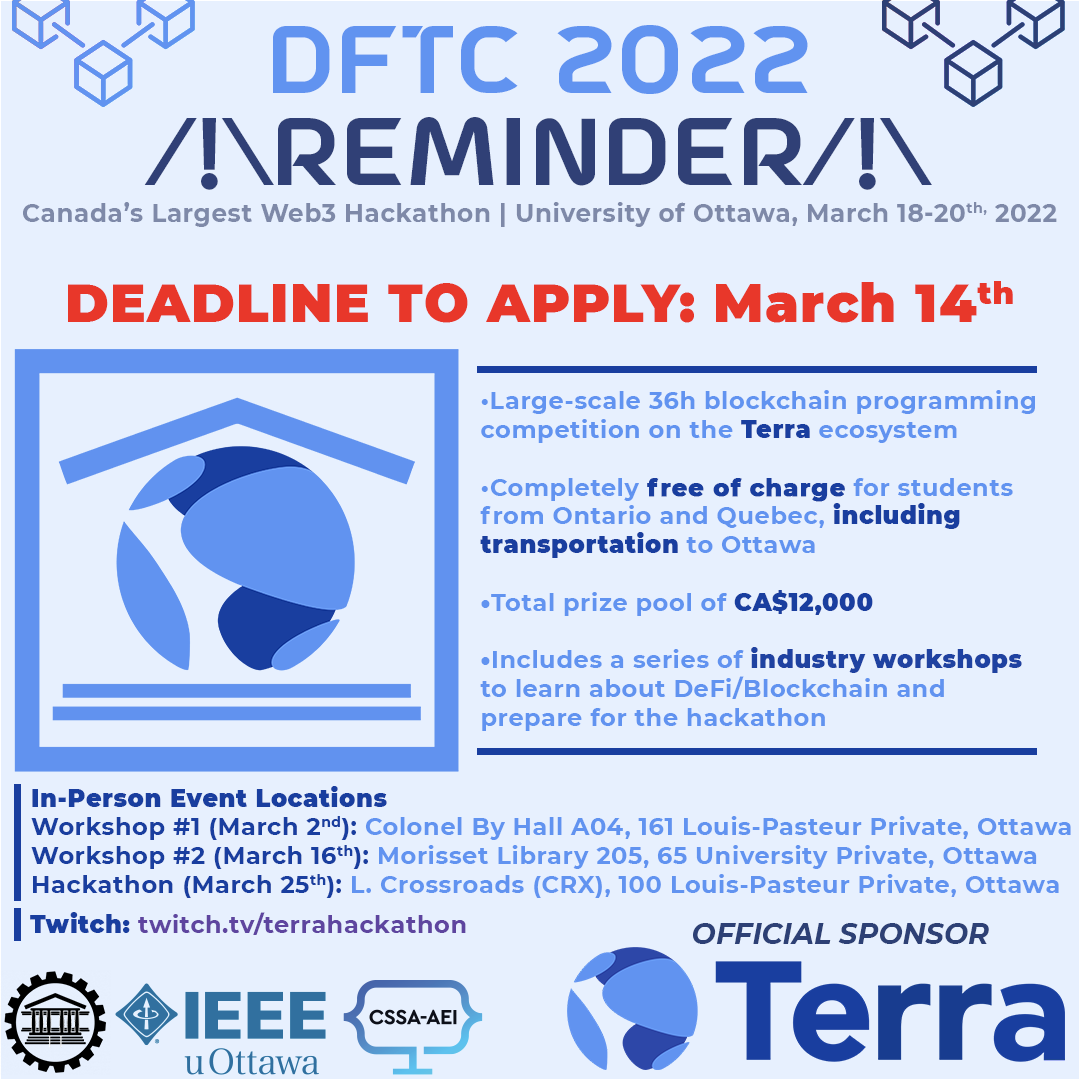 DFTC 2022
/!\REMINDER/!\
Canada's Largest Web3 Hackathon | University of Ottawa, March 18-20th, 2022
DEADLINE TO APPLY: March 14th
•Large-scale 36h blockchain programming
competition on the Terra ecosystem
•Completely free of charge for students
from Ontario and Quebec, including
transportation to Ottawa
•Total prize pool of CA$12,000
•Includes a series of industry workshops
to learn about DeFi/Blockchain and
prepare for the hackathon
In-Person Event Locations
Workshop #1 (March 2nd): Colonel By Hall A04, 161 Louis-Pasteur Private, Ottawa
Workshop #2 (March 16th): Morisset Library 205, 65 University Private, Ottawa
Hackathon (March 25th): L. Crossroads (CRX), 100 Louis-Pasteur Private, Ottawa
Twitch: twitch.tv/terrahackathon
OFFICIAL SPONSOR
IEEE
uOttawa
CSSA-AEI
Terra